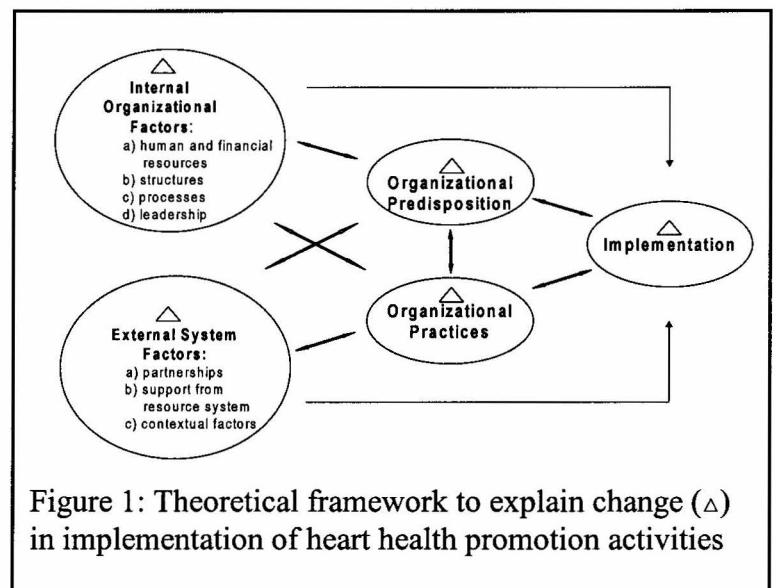 △
Internal
Organizational
Factors:
a) human and financial
resources
b) structures
c) processes
d) leadership
△
Organizational
Predisposition
△
Implementation
△
Organizational
Practices
△
External System
Factors:
a) partnerships
b) support from
resource system
c) contextual factors
Figure 1: Theoretical framework to explain change (△)
in implementation of heart health promotion activities